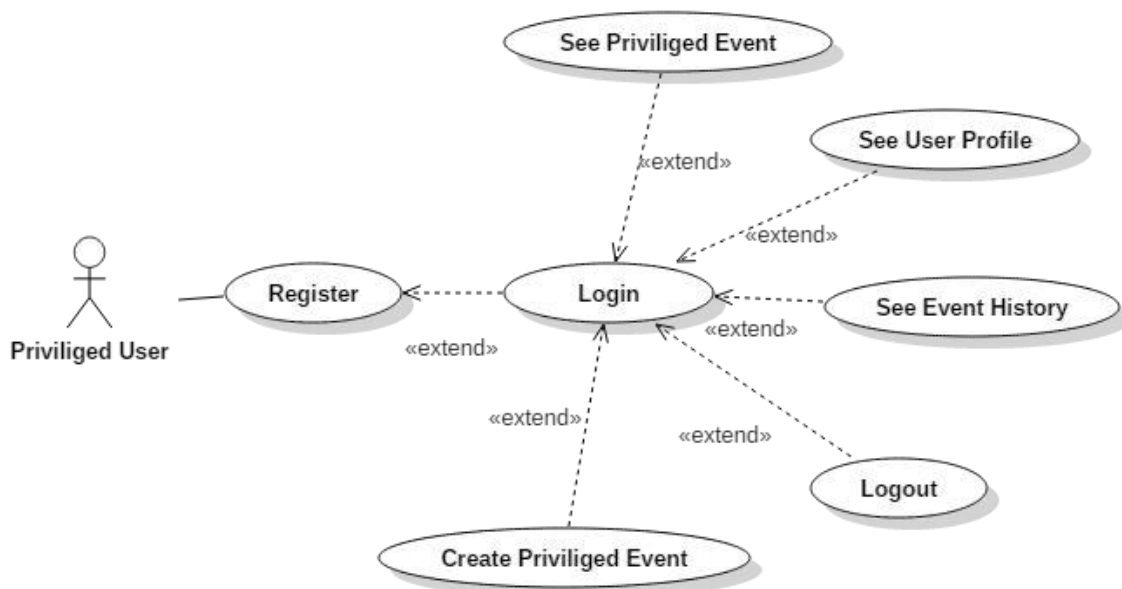 See Priviliged Event
See User Profile
«extend»
«extend»
Register
Login
See Event History
Priviliged User
«extend»
«extend»
«extend»
«extend»
Logout
Create Priviliged Event